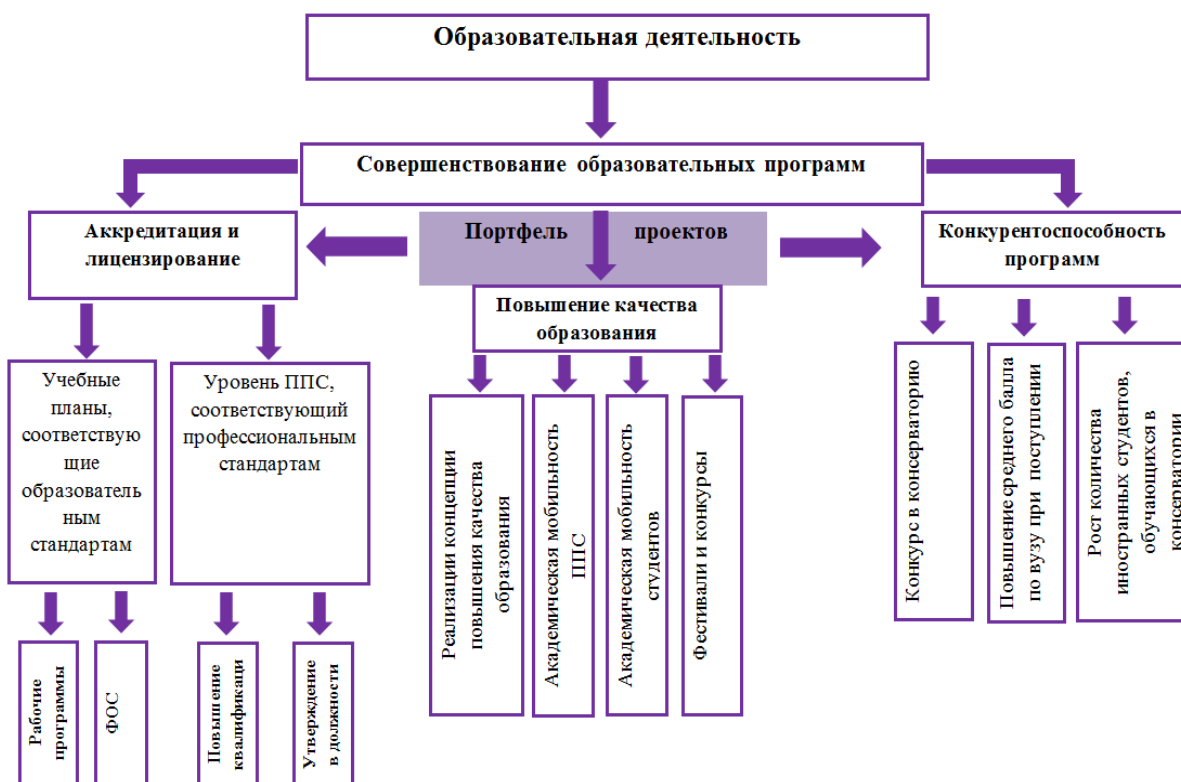 Образовательная деятельность
Совершенствование образовательных программ
Аккредитация и
лицензирование
Портфель проектов
Конкурентоспособность
программ
Повышение качества
образования
Учебные
планы,
соответствую
щие
образователь
ным
стандартам
Уровень ППС,
соответствующий
профессиональным
стандартам
Реализации концепции
повышения качества
образования
Академическая мобильность
ППС
Академическая мобильность
студентов
Фестивали и конкурсы
Конкурс в консерваторию
Повышение среднего балла
по вузу при поступлении
Рост количества
иностранных студентов,
обучающихся в
консерватории
Рабочие
программы
ФОС
Повышение
квалификаци
Утверждение
в должности